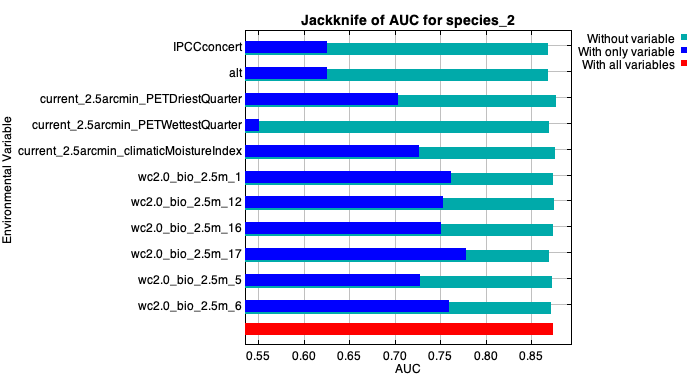 Jackknife of AUC for species_2
Without variable
With only variable
With all variables
Environmental Variable
IPCCconcert
alt
current_2.5arcmin_PETDriestQuarter
current_2.5arcmin_PETWettestQuarter
current_2.5arcmin_climaticMoistureIndex
wc2.0_bio_2.5m_1
wc2.0_bio_2.5m_12
wc2.0_bio_2.5m_16
wc2.0_bio_2.5m_17
wc2.0_bio_2.5m_5
wc2.0_bio_2.5m_6
0.55 0.60 0.65 0.70 0.75 0.80 0.85
AUC